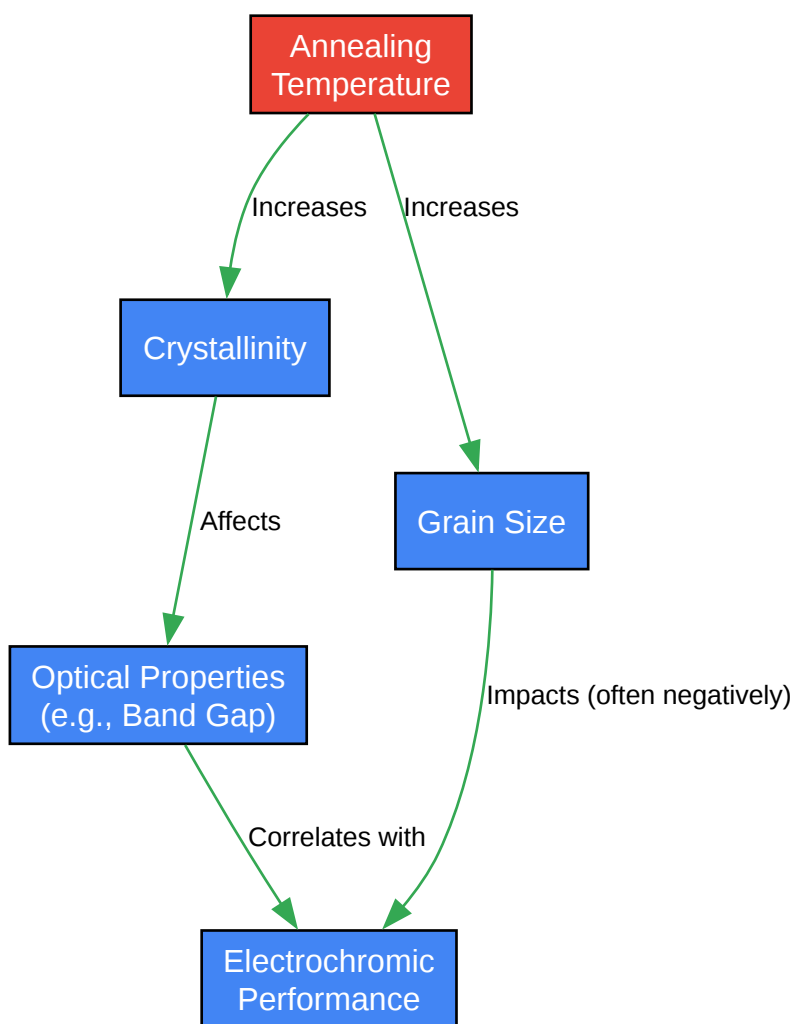 Annealing
Temperature
Increases
Increases
Crystallinity
Affects
Grain Size
Optical Properties
(e.g., Band Gap)
Impacts (often negatively)
Correlates with
Electrochromic
Performance